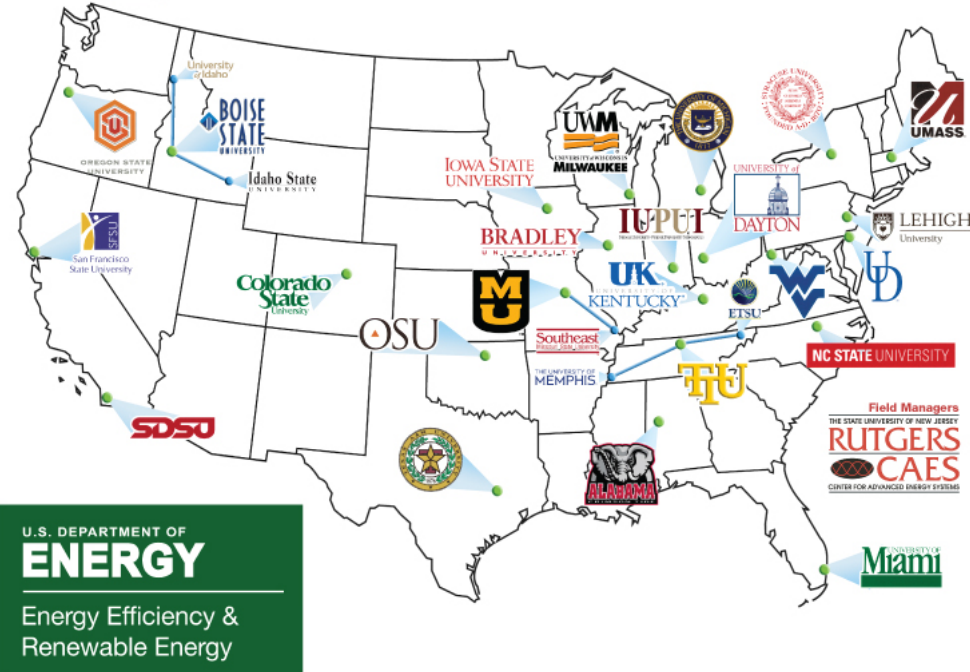 University
of Idaho
BOISE
STATE
UNIVERSITY
Idaho State
UNIVERSITY
OREGON STATE
UNIVERSITY
SFSU
San Francisco
State University
Colorado
State
University
OSU
SDSU
IOWA STATE
UNIVERSITY
UWM
UNIVERSITY of WISCONSIN
MILWAUKEE
BRADLEY
UNIVERSITY
IUPUI
MU
UK
UNIVERSITY OF
KENTUCKY
Southeast
THE UNIVERSITY OF
MEMPHIS
ETSU
TTU
ALABAMA
SYRACUSE UNIVERSITY
UNIVERSITY of
DAYTON
UMASS
LEHIGH
University
UD
WV
NC STATE UNIVERSITY
Field Managers
THE STATE UNIVERSITY OF NEW JERSEY
RUTGERS
CAES
CENTER FOR ADVANCED ENERGY SYSTEMS
UNIVERSITY OF
Miami
U.S. DEPARTMENT OF
ENERGY
Energy Efficiency &
Renewable Energy